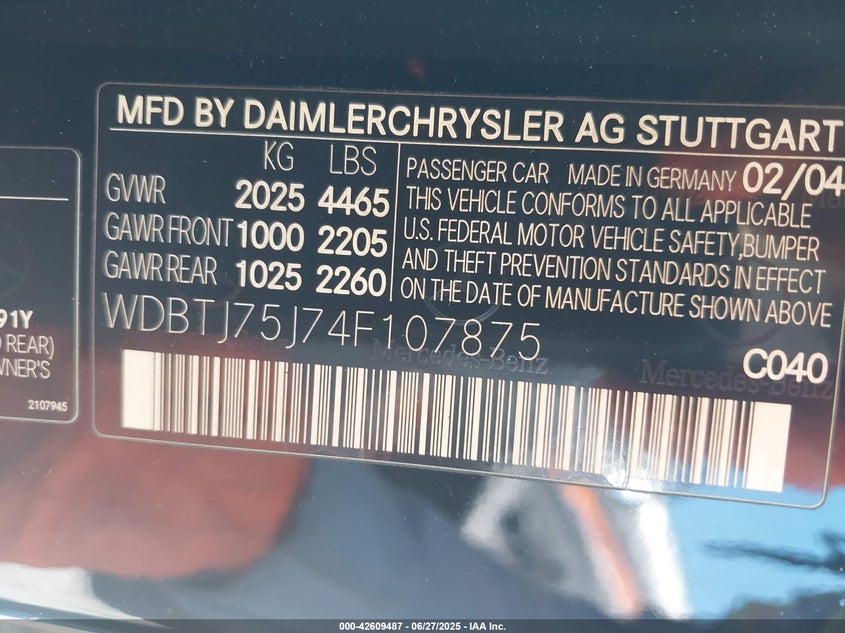 MFD BY DAIMLERCHRYSLER AG STUTTGART
KG LBS
GVWR 2025 4465
GAWR FRONT 1000 2205
GAWR REAR 1025 2260
PASSENGER CAR MADE IN GERMANY 02/04
THIS VEHICLE CONFORMS TO ALL APPLICABLE
U.S. FEDERAL MOTOR VEHICLE SAFETY,BUMPER
AND THEFT PREVENTION STANDARDS IN EFFECT
ON THE DATE OF MANUFACTURE SHOWN ABOVE
WDBTJ75J74F107875
C040
Mercedes-Benz
Mercedes-Benz
91Y
REAR)
WNER'S
2107945
000-42609487 - 06/27/2025 - IAA Inc.